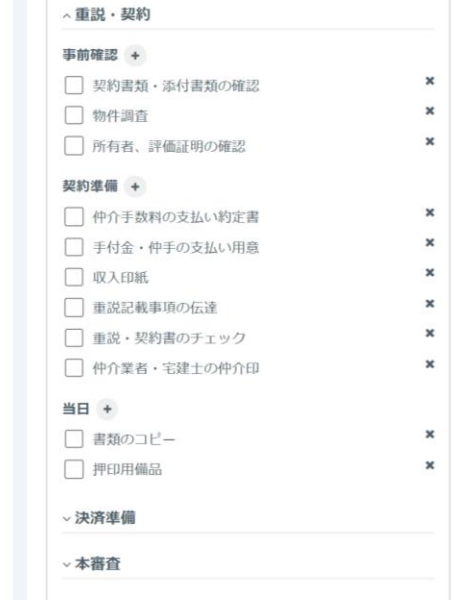 重説・契約
事前確認 +
契約書類・添付書類の確認
物件調査
所有者、評価証明の確認
契約準備 +
仲介手数料の支払い約定書
手付金・仲手の支払い用意
収入印紙
重説記載事項の伝達
重説・契約書のチェック
仲介業者・宅建士の仲介印
当日 +
書類のコピー
押印用備品
決済準備
本審査